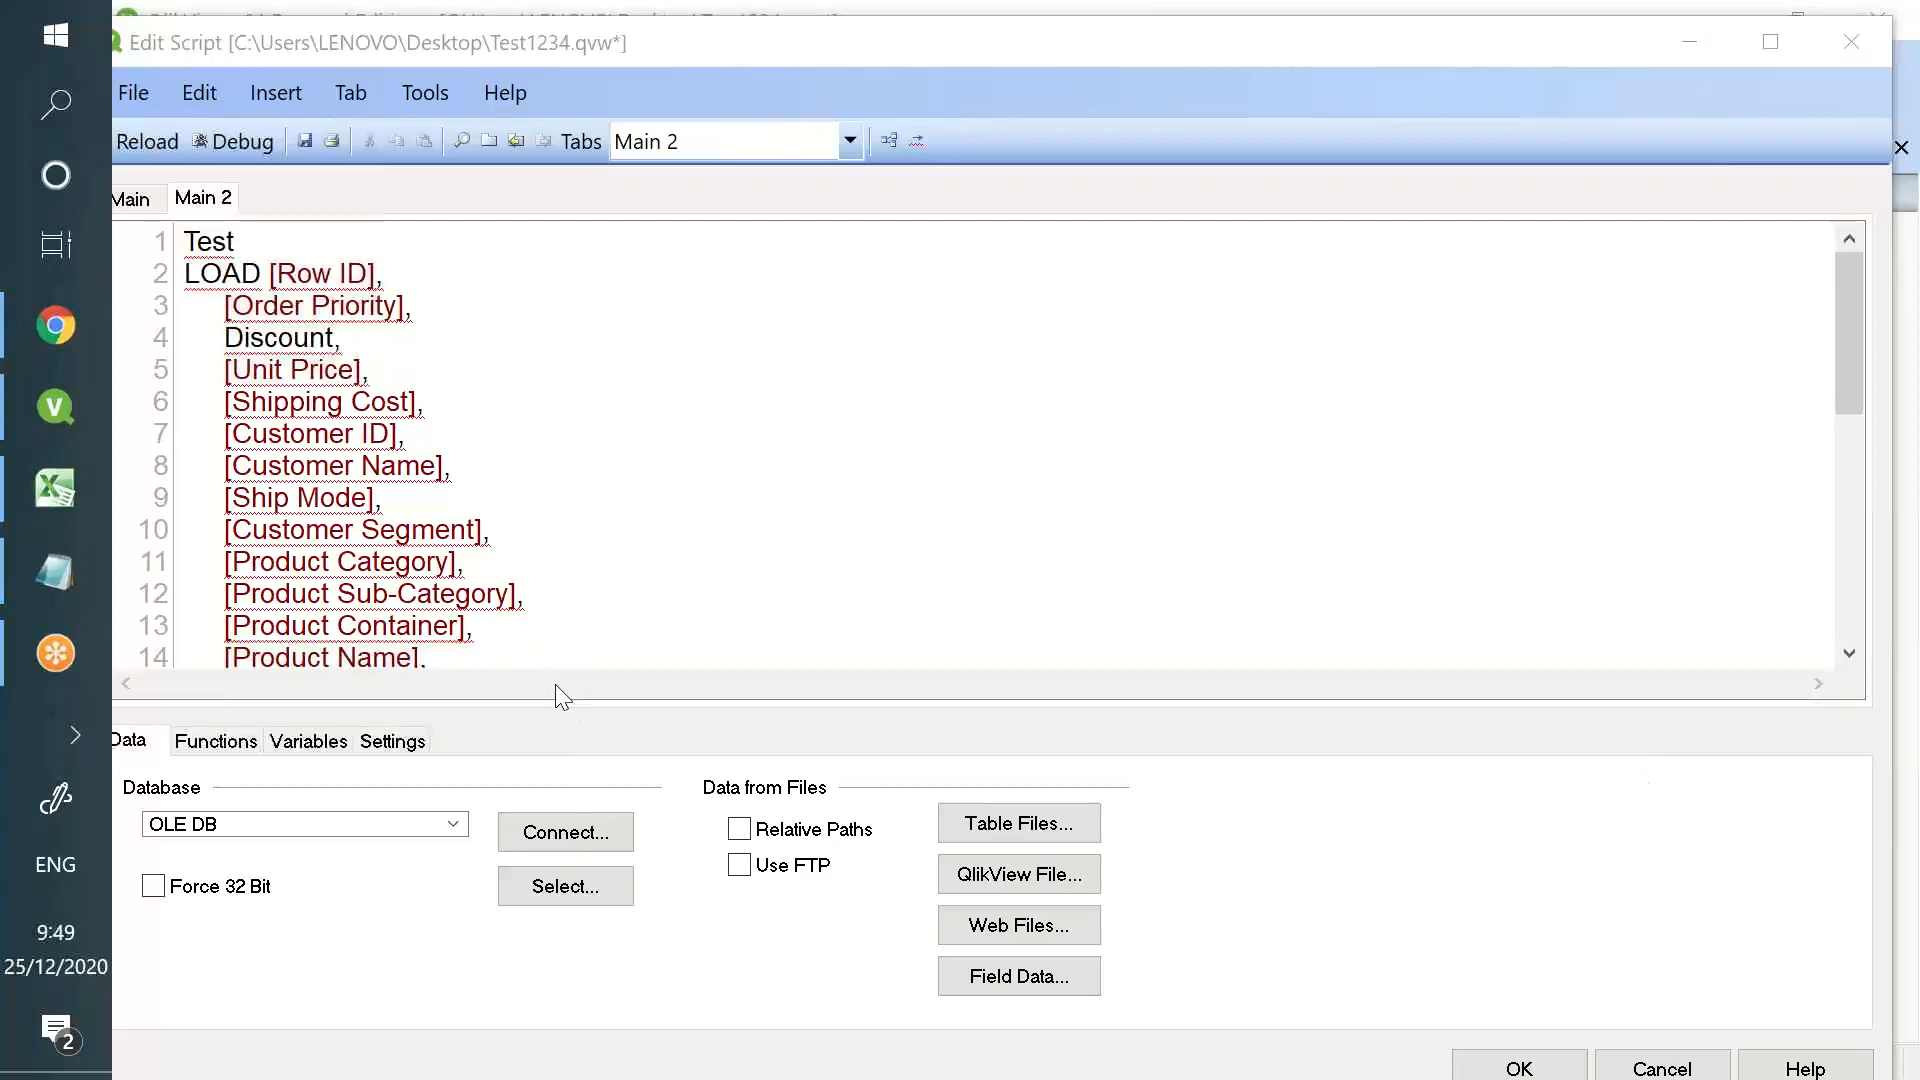 Edit Script [C:\Users\LENOVO\Desktop\Test1234.qvw*]
File Edit Insert Tab Tools Help
Reload Debug Tabs Main 2
Main Main 2
1 Test
2 LOAD [Row ID],
3 [Order Priority],
4 Discount,
5 [Unit Price],
6 [Shipping Cost],
7 [Customer ID],
8 [Customer Name],
9 [Ship Mode],
10 [Customer Segment],
11 [Product Category],
12 [Product Sub-Category],
13 [Product Container],
14 [Product Name],
Data Functions Variables Settings
Database
OLE DB
Connect...
Force 32 Bit
Select...
Data from Files
Relative Paths
Use FTP
Table Files...
QlikView File...
Web Files...
Field Data...
OK Cancel Help
ENG
9:49
25/12/2020
2